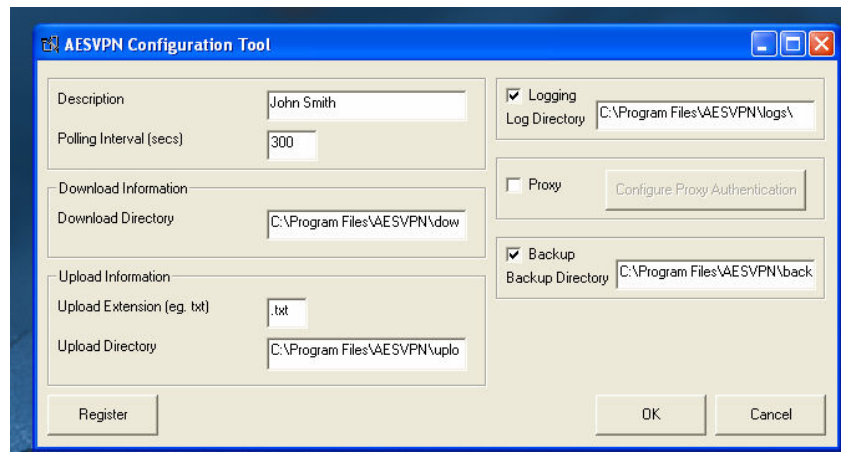 AESVPN Configuration Tool
Description
John Smith
Polling Interval (secs)
300
Download Information
Download Directory
C:\Program Files\AESVPN\dow
Upload Information
Upload Extension (eg. txt)
.txt
Upload Directory
C:\Program Files\AESVPN\uplo
Register
Logging
Log Directory
C:\Program Files\AESVPN\logs\
Proxy
Configure Proxy Authentication
Backup
Backup Directory
C:\Program Files\AESVPN\back
OK
Cancel